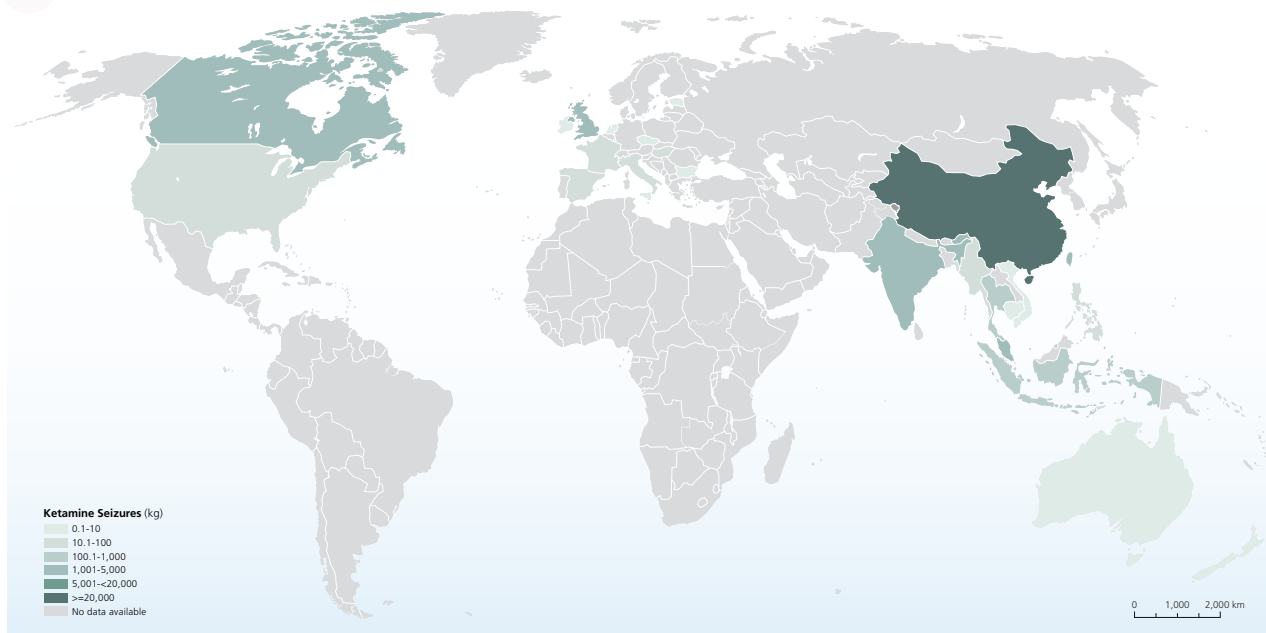 Ketamine Seizures (kg)
0.1-10
10.1-100
100.1-1,000
1,001-5,000
5,001-<20,000
>=20,000
No data available
0 1,000 2,000 km